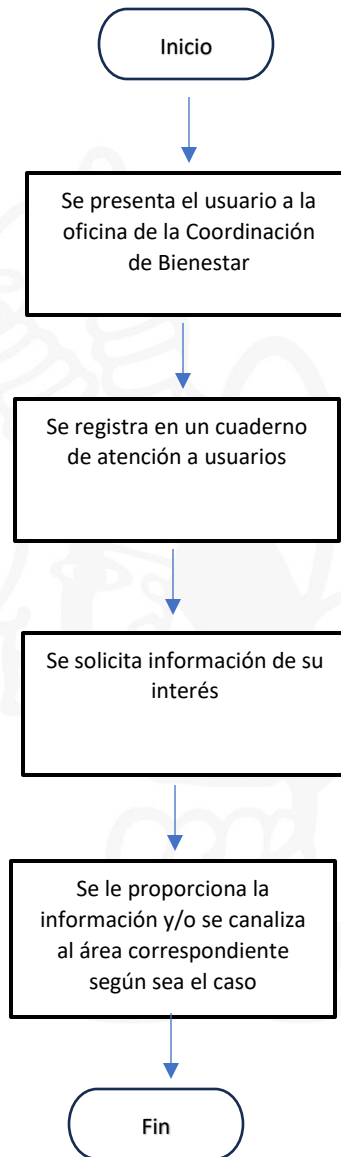 Inicio
Se presenta el usuario a la
oficina de la Coordinación
de Bienestar
Se registra en un cuaderno
de atención a usuarios
Se solicita información de su
interés
Se le proporciona la
información y/o se canaliza
al área correspondiente
según sea el caso
Fin